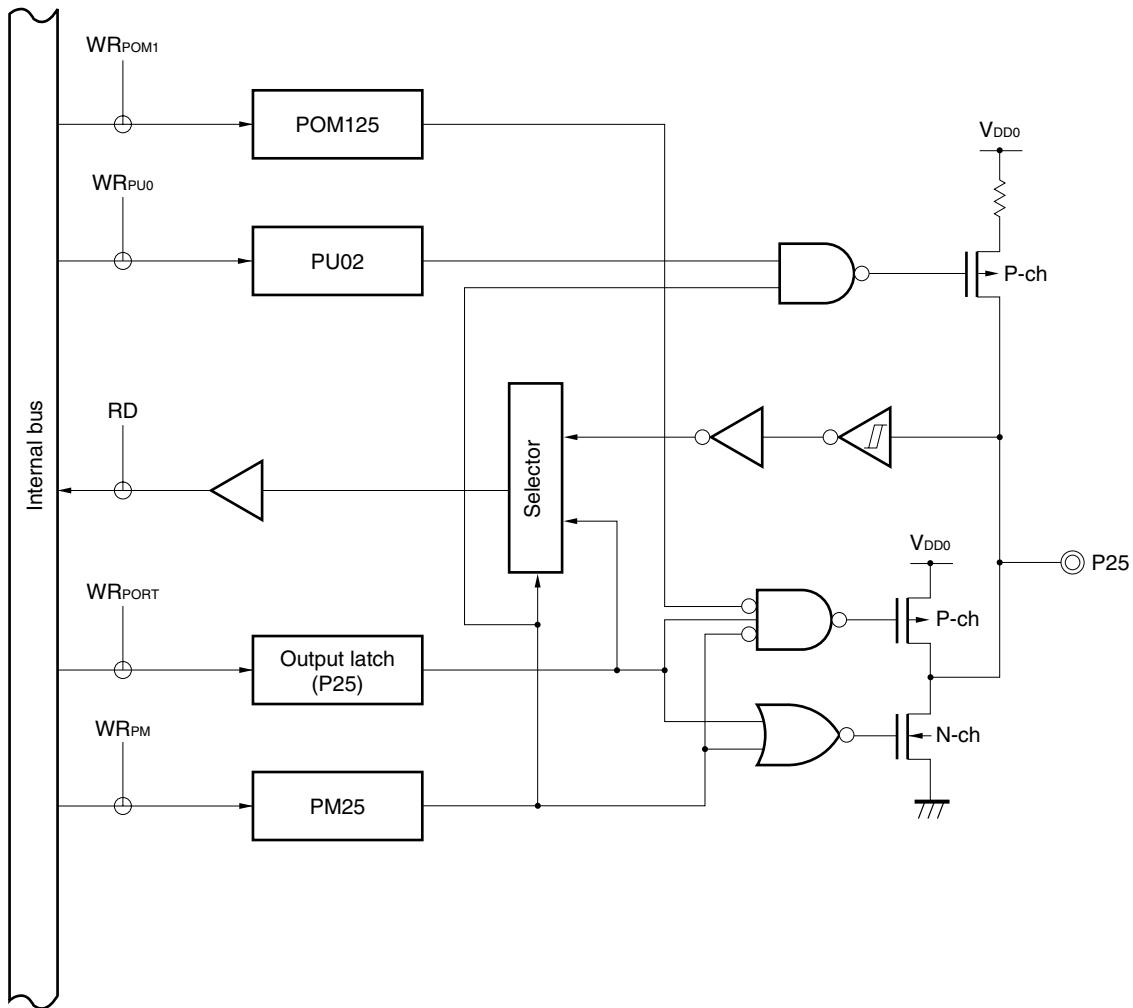 WRPOM1
POM125
VDD0
WRPU0
PU02
P-ch
Internal bus
RD
Selector
VDD0
P25
WRPORT
P-ch
Output latch
(P25)
WRPM
N-ch
PM25